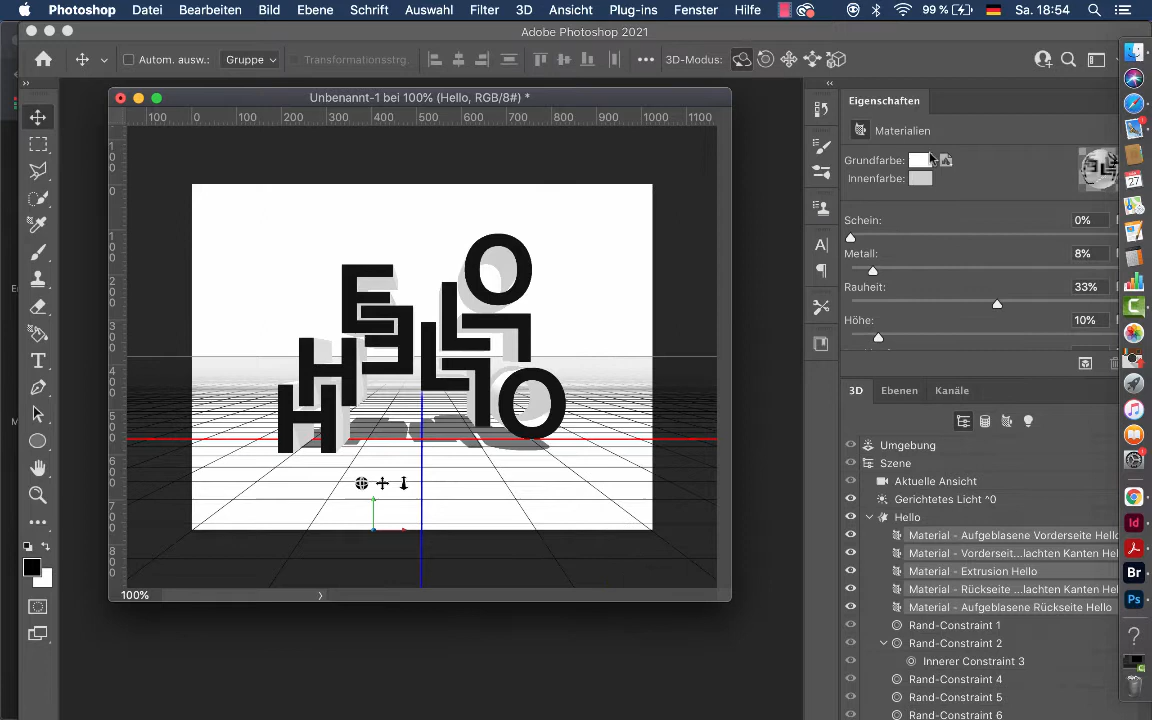 Photoshop Datei Bearbeiten Bild Ebene Schrift Auswahl Filter 3D Ansicht Plug-ins Fenster Hilfe 99 % Sa. 18:54
Adobe Photoshop 2021
Autom. ausw.: Gruppe Transformationsstrg. 3D-Modus:
Unbenannt-1 bei 100% (Hello, RGB/8#) *
100 0 100 200 300 400 500 600 700 800 900 1000 1100
Eigenschaften
Materialien
Grundfarbe:
Innenfarbe:
Schein: 0%
Metall: 8%
Rauheit: 33%
Höhe: 10%
HELLO
HELLO
3D Ebenen Kanäle
Umgebung
Szene
Aktuelle Ansicht
Gerichtetes Licht ^0
Hello
Material - Aufgeblasene Vorderseite Hello
Material - Vorderseit...lachten Kanten Hel
Material - Extrusion Hello
Material - Rückseite ...lachten Kanten Hel
Material - Aufgeblasene Rückseite Hello
Rand-Constraint 1
Rand-Constraint 2
Innerer Constraint 3
Rand-Constraint 4
Rand-Constraint 5
Rand-Constraint 6
100%
27
Id
Br
Ps